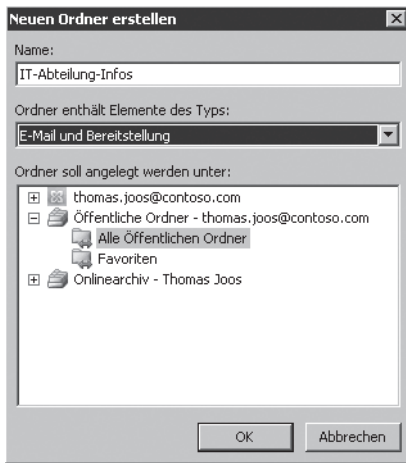 Neuen Ordner erstellen
Name:
IT-Abteilung-Infos
Ordner enthält Elemente des Typs:
E-Mail und Bereitstellung
Ordner soll angelegt werden unter:
thomas.joos@contoso.com
Öffentliche Ordner - thomas.joos@contoso.com
Alle Öffentlichen Ordner
Favoriten
Onlinearchiv - Thomas Joos
OK Abbrechen